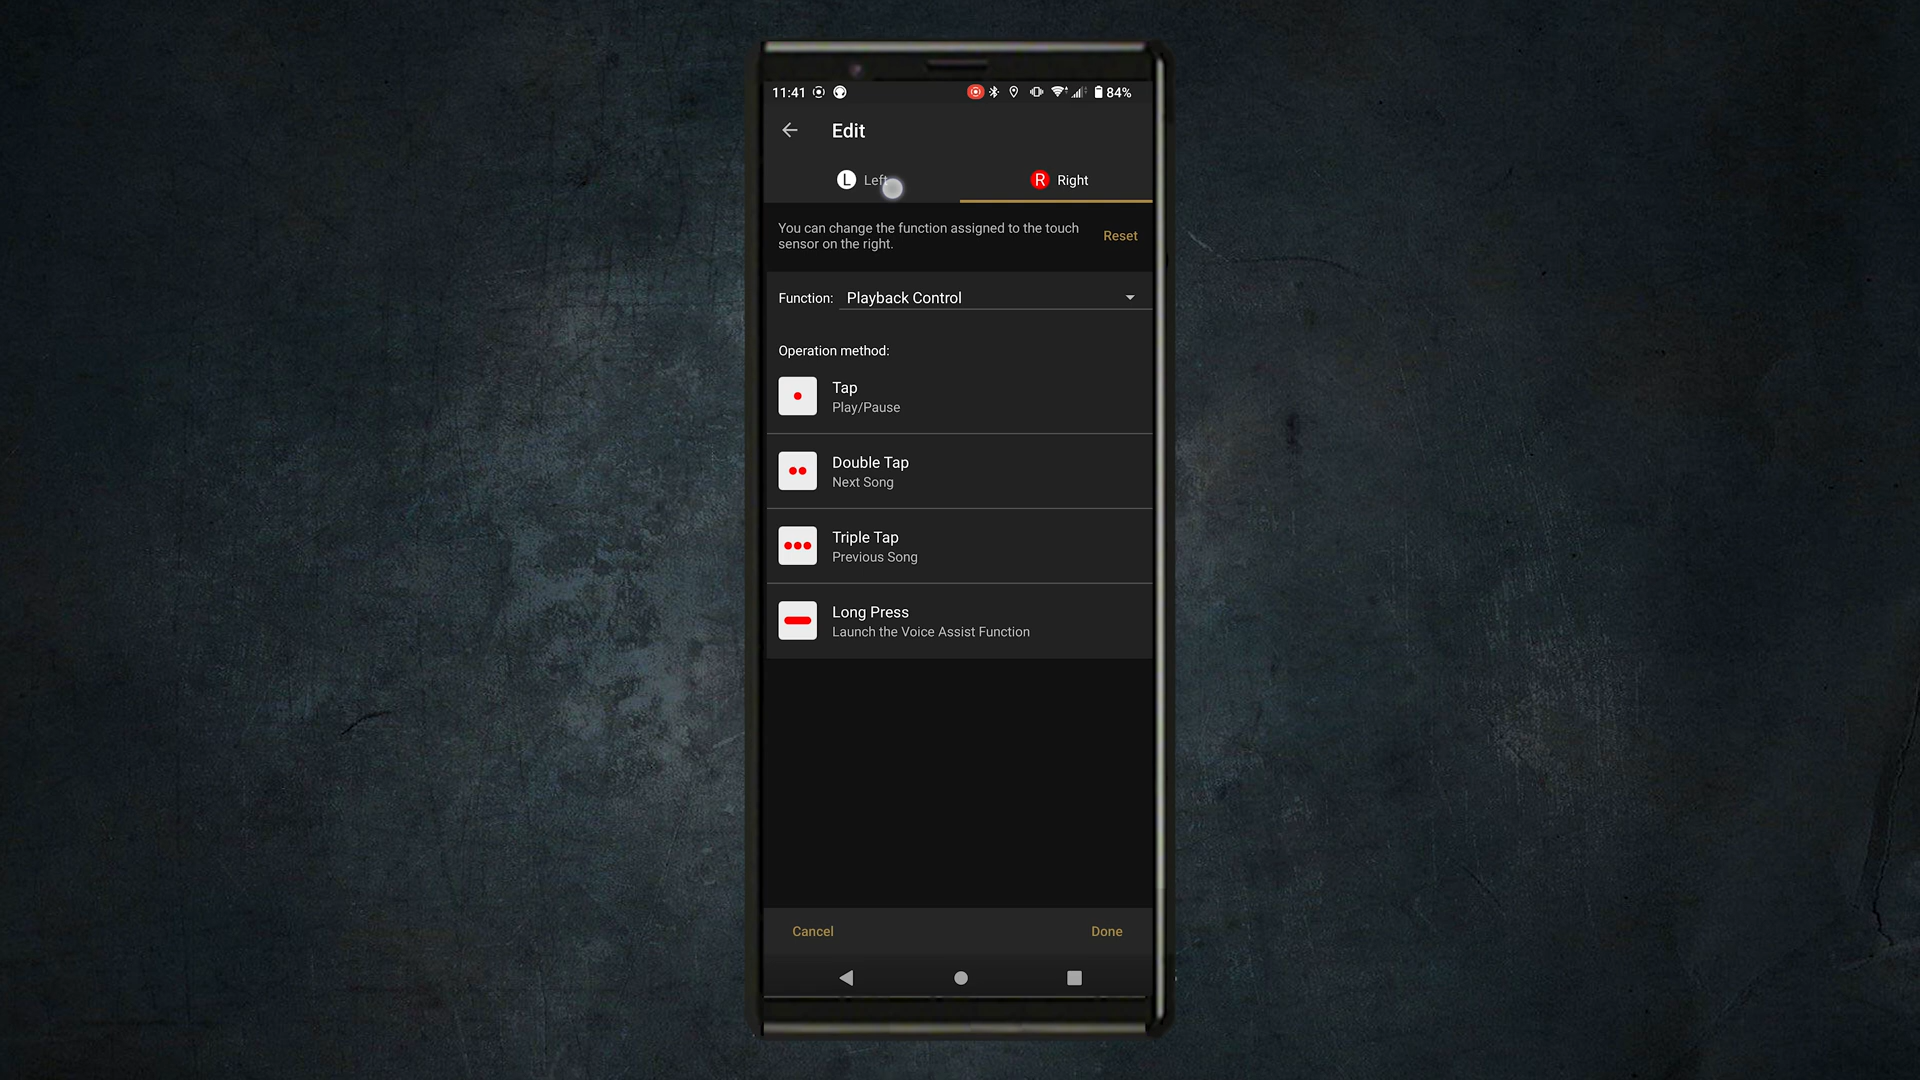 11:41 84%
Edit
L Left R Right
You can change the function assigned to the touch
sensor on the right.
Reset
Function: Playback Control
Operation method:
Tap
Play/Pause
Double Tap
Next Song
Triple Tap
Previous Song
Long Press
Launch the Voice Assist Function
Cancel Done